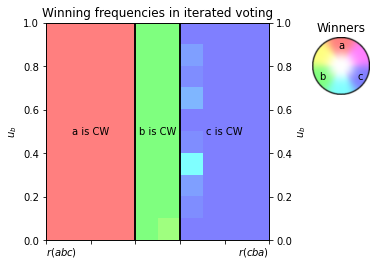 Winning frequencies in iterated voting
1.0
0.8
0.6
0.4
0.2
0.0
u_b
a is CW
b is CW
c is CW
1.0
0.8
0.6
0.4
0.2
0.0
u_b
r(abc)
r(cba)
Winners
a
b
c